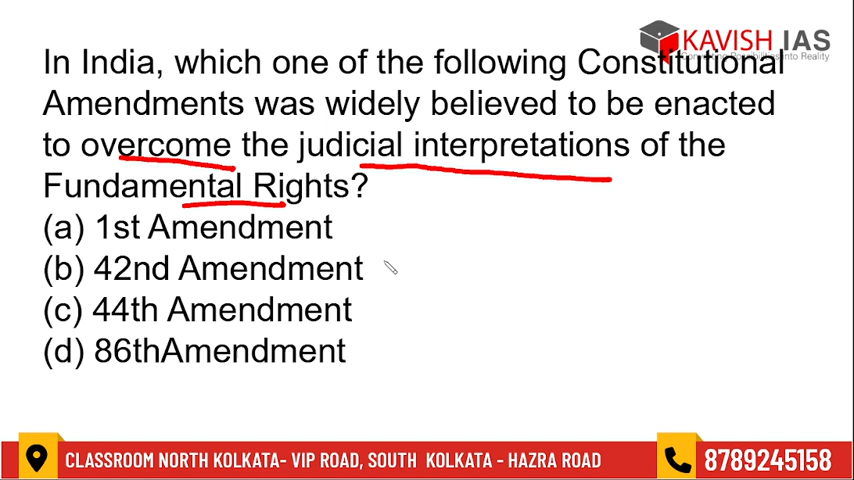 KAVISH IAS
In India, which one of the following Constitutional
Amendments was widely believed to be enacted
to overcome the judicial interpretations of the
Fundamental Rights?
(a) 1st Amendment
(b) 42nd Amendment
(c) 44th Amendment
(d) 86thAmendment
CLASSROOM NORTH KOLKATA- VIP ROAD, SOUTH KOLKATA - HAZRA ROAD
8789245158